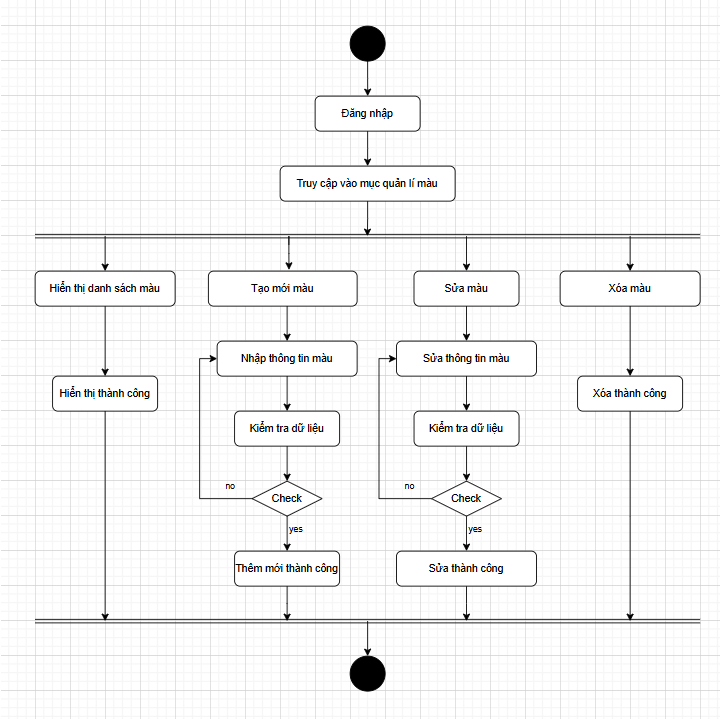 Đăng nhập
Truy cập vào mục quản lí màu
Hiển thị danh sách màu
Tạo mới màu
Sửa màu
Xóa màu
Nhập thông tin màu
Sửa thông tin màu
Hiển thị thành công
Xóa thành công
Kiểm tra dữ liệu
Kiểm tra dữ liệu
no
Check
no
Check
yes
yes
Thêm mới thành công
Sửa thành công